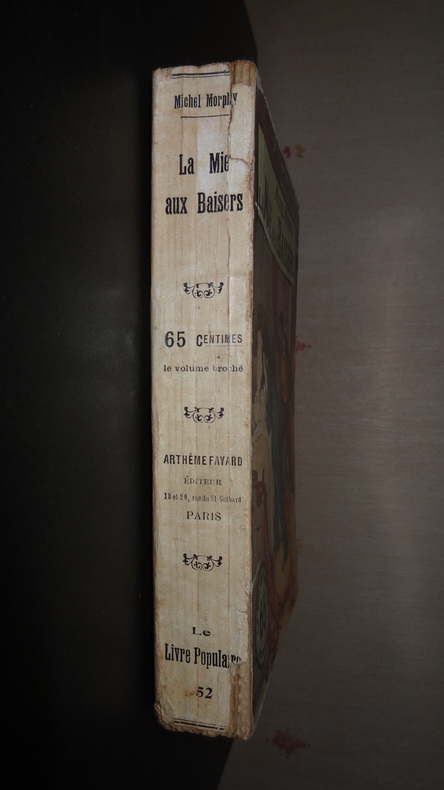 Michel Morphy
La Mie
aux Baisers
65 CENTIMES
le volume broché
ARTHÈME FAYARD
ÉDITEUR
18 et 20, rue du St. Gothard
PARIS
Le
Livre Populaire
52